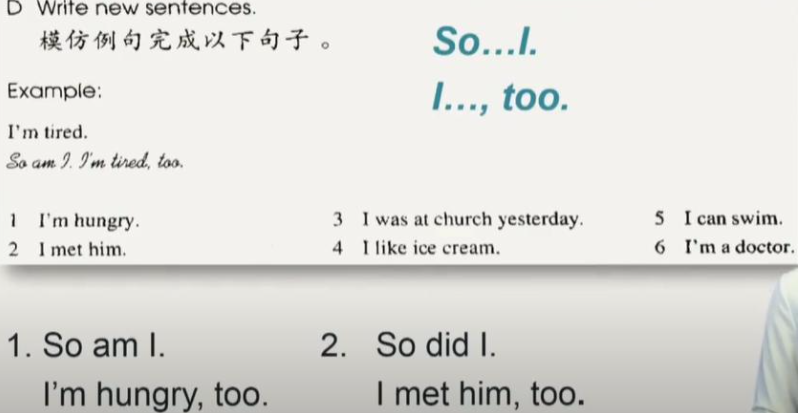 D Write new sentences.
模仿例句完成以下句子。
So...I.
I..., too.
Example:
I'm tired.
So am I. I'm tired, too.
1 I'm hungry.
2 I met him.
3 I was at church yesterday.
4 I like ice cream.
5 I can swim.
6 I'm a doctor.
1. So am I.
I'm hungry, too.
2. So did I.
I met him, too.